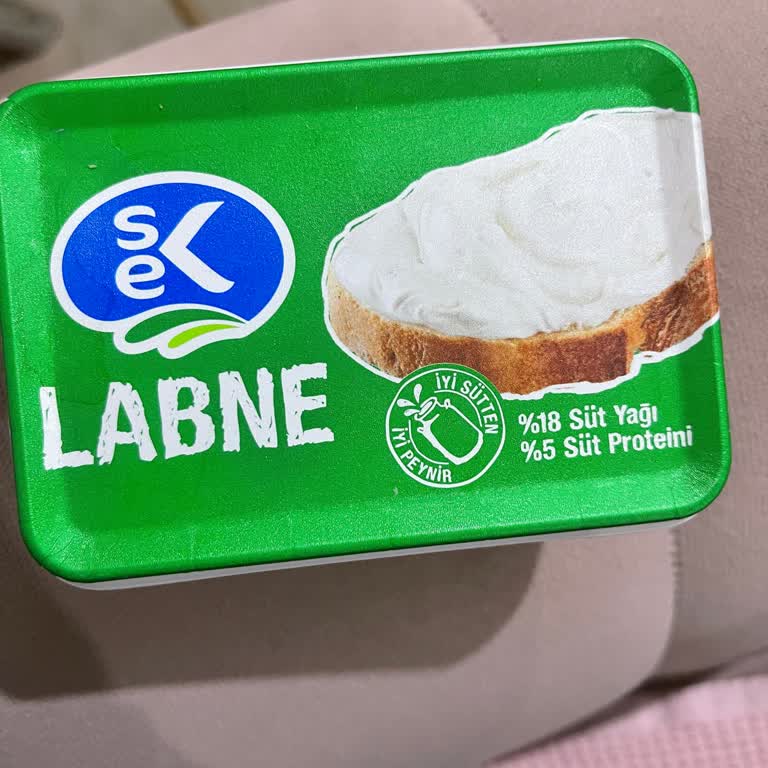 seK
LABNE
İYİ SÜTTEN
İYİ PEYNİR
%18 Süt Yağı
%5 Süt Proteini